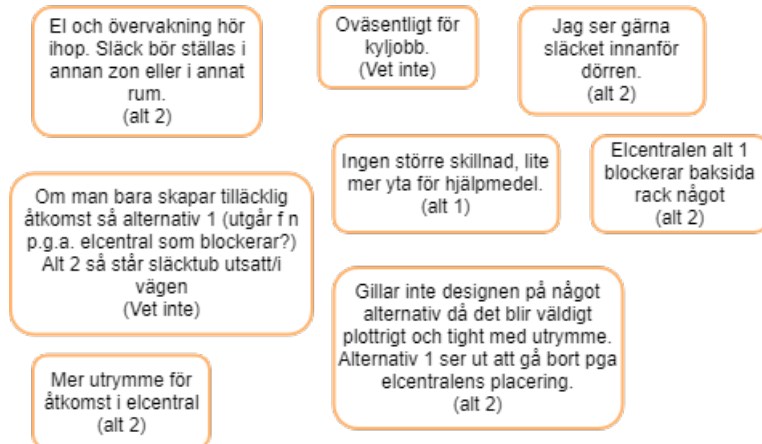 El och övervakning hör
ihop. Släck bör ställas i
annan zon eller i annat
rum.
(alt 2)
Oväsentligt för
kyljobb.
(Vet inte)
Jag ser gärna
släcket innanför
dörren.
(alt 2)
Om man bara skapar tilläcklig
åtkomst så alternativ 1 (utgår f n
p.g.a. elcentral som blockerar?)
Alt 2 så står släcktub utsatt/i
vägen
(Vet inte)
Ingen större skillnad, lite
mer yta för hjälpmedel.
(alt 1)
Elcentralen alt 1
blockerar baksida
rack något
(alt 2)
Gillar inte designen på något
alternativ då det blir väldigt
plottrigt och tight med utrymme.
Alternativ 1 ser ut att gå bort pga
elcentralens placering.
(alt 2)
Mer utrymme för
åtkomst i elcentral
(alt 2)